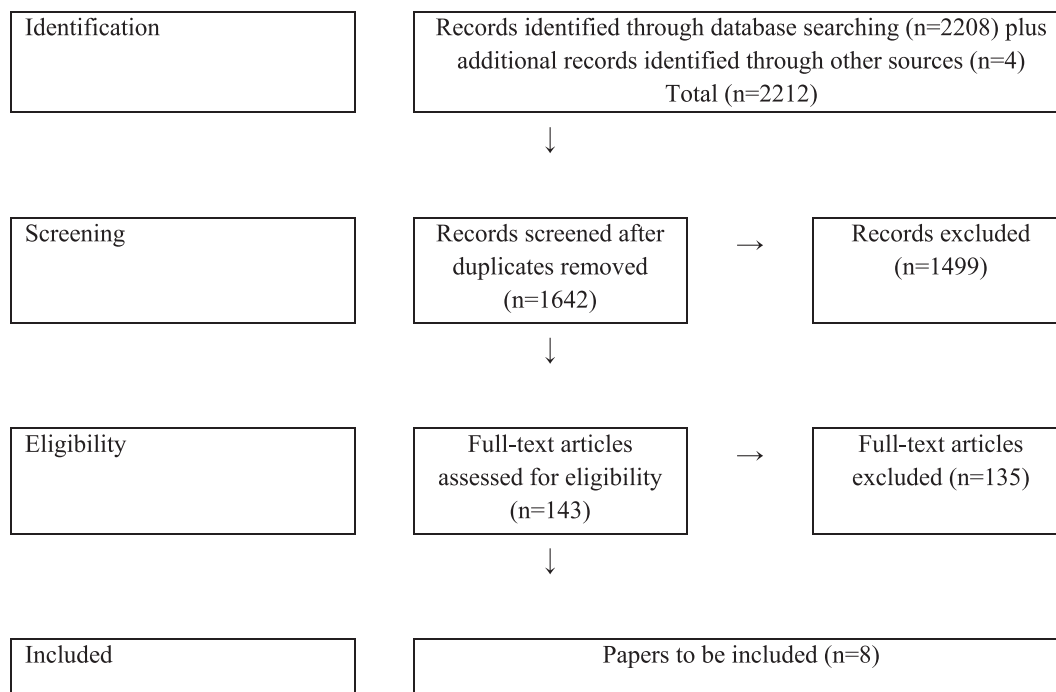 Identification
Records identified through database searching (n=2208) plus
additional records identified through other sources (n=4)
Total (n=2212)
↓
Screening
Records screened after
duplicates removed
(n=1642)
→
Records excluded
(n=1499)
↓
Eligibility
Full-text articles
assessed for eligibility
(n=143)
→
Full-text articles
excluded (n=135)
↓
Included
Papers to be included (n=8)